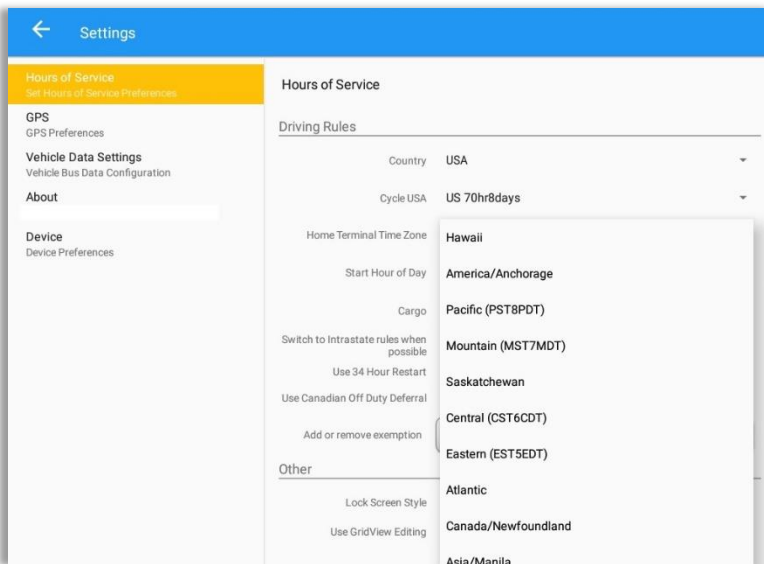 Settings
Hours of Service
Set Hours of Service Preferences
GPS
GPS Preferences
Vehicle Data Settings
Vehicle Bus Data Configuration
About
Device
Device Preferences
Hours of Service
Driving Rules
Country USA
Cycle USA US 70hr8days
Home Terminal Time Zone
Start Hour of Day
Cargo
Switch to Intrastate rules when
possible
Use 34 Hour Restart
Use Canadian Off Duty Deferral
Add or remove exemption
Other
Lock Screen Style
Use GridView Editing
Hawaii
America/Anchorage
Pacific (PST8PDT)
Mountain (MST7MDT)
Saskatchewan
Central (CST6CDT)
Eastern (EST5EDT)
Atlantic
Canada/Newfoundland
Asia/Manila